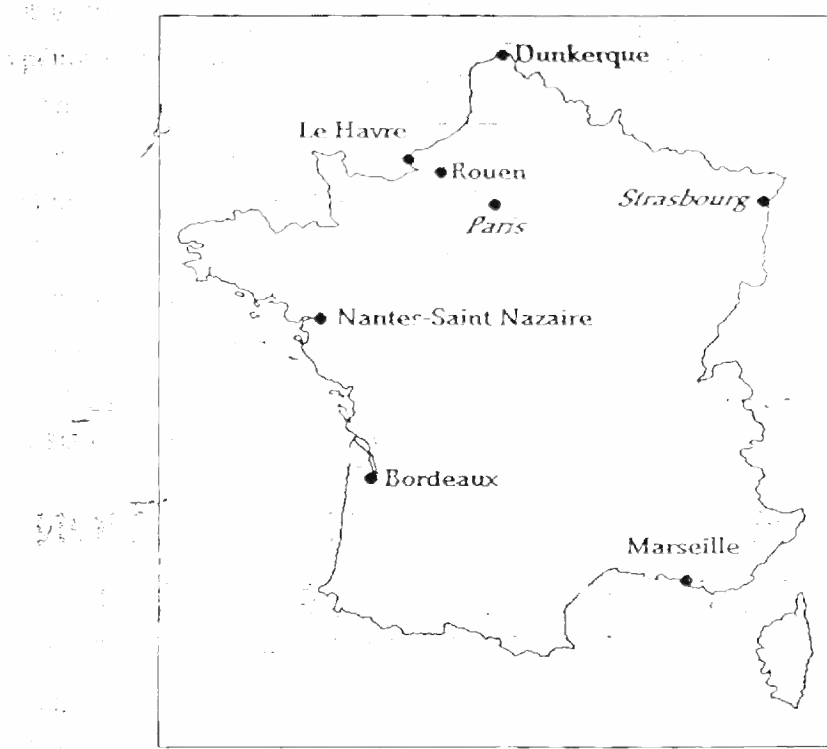 Dunkerque
Le Havre
Rouen
Strasbourg
Paris
Nantes-Saint Nazaire
Bordeaux
Marseille